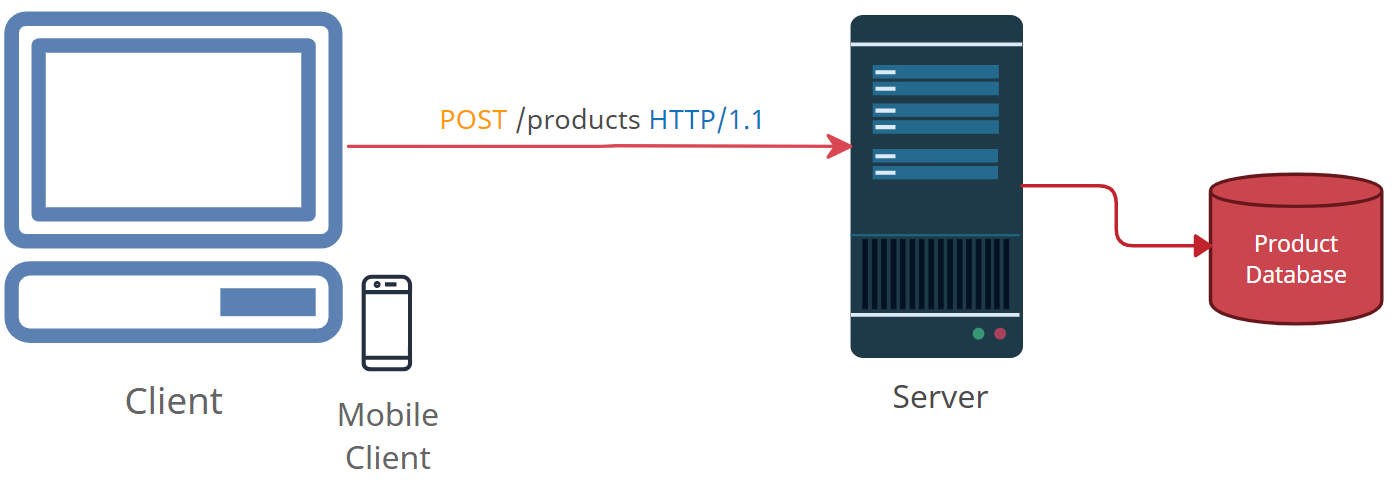 POST /products HTTP/1.1
Product
Database
Client
Server
Mobile
Client